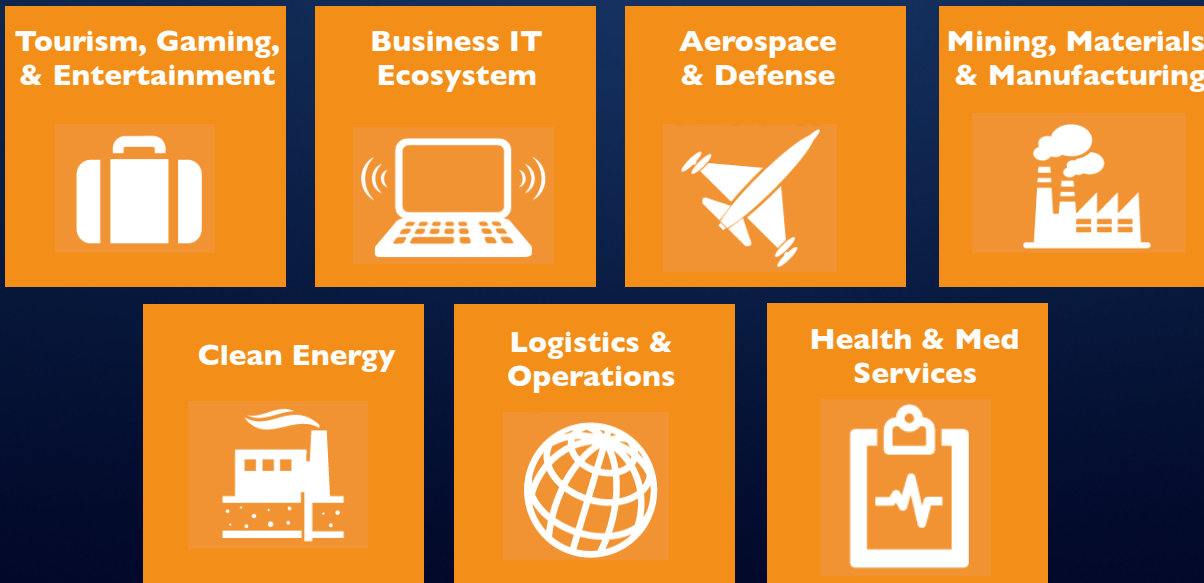 Tourism, Gaming,
& Entertainment
Business IT
Ecosystem
Aerospace
& Defense
Mining, Materials
& Manufacturing
Clean Energy
Logistics &
Operations
Health & Med
Services